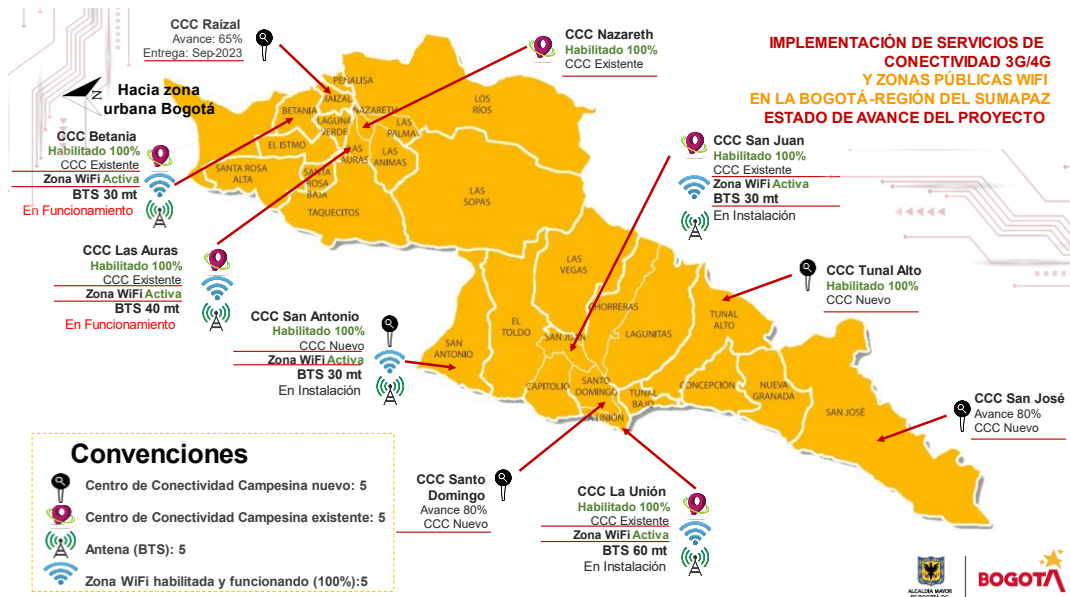 IMPLEMENTACIÓN DE SERVICIOS DE
CONECTIVIDAD 3G/4G
Y ZONAS PÚBLICAS WIFI
EN LA BOGOTÁ-REGIÓN DEL SUMAPAZ
ESTADO DE AVANCE DEL PROYECTO
CCC Raizal
Avance: 65%
Entrega: Sep-2023
CCC Nazareth
Habilitado 100%
CCC Existente
N
Hacia zona
urbana Bogotá
CCC Betania
Habilitado 100%
CCC Existente
Zona WiFi Activa
BTS 30 mt
En Funcionamiento
CCC Las Auras
Habilitado 100%
CCC Existente
Zona WiFi Activa
BTS 40 mt
En Funcionamiento
CCC San Antonio
Habilitado 100%
CCC Nuevo
Zona WiFi Activa
BTS 30 mt
En Instalación
CCC San Juan
Habilitado 100%
CCC Existente
Zona WiFi Activa
BTS 30 mt
En Instalación
CCC Tunal Alto
Habilitado 100%
CCC Nuevo
CCC San José
Avance 80%
CCC Nuevo
CCC Santo
Domingo
Avance 80%
CCC Nuevo
CCC La Unión
Habilitado 100%
CCC Existente
Zona WiFi Activa
BTS 60 mt
En Instalación
PEÑALISA
RAIZAL
NAZARETH
BETANIA
LAGUNA
VERDE
LAS
PALMA
LOS
RÍOS
EL ISTMO
LAS
AURAS
LAS
ANIMAS
SANTA ROSA
ALTA
SANTA
ROSA
BAJA
TAQUECITOS
LAS
SOPAS
LAS
VEGAS
CHORRERAS
EL
TOLDO
SAN JUAN
LAGUNITAS
TUNAL
ALTO
SAN
ANTONIO
CAPITOLIO
SANTO
DOMINGO
TUNAL
BAJO
CONCEPCIÓN
NUEVA
GRANADA
SAN JOSÉ
LA UNIÓN
Convenciones
Centro de Conectividad Campesina nuevo: 5
Centro de Conectividad Campesina existente: 5
Antena (BTS): 5
Zona WiFi habilitada y funcionando (100%):5
ALCALDÍA MAYOR
BOGOTÁ